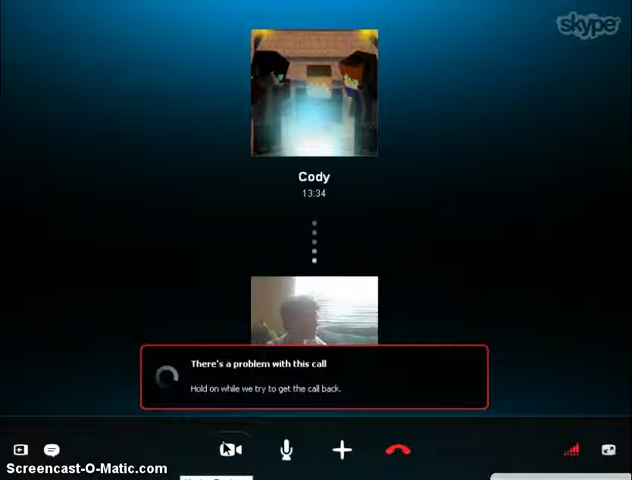 skype
Cody
13:34
There's a problem with this call
Hold on while we try to get the call back.
Screencast-O-Matic.com